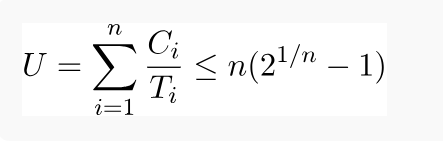 U = \sum_{i=1}^{n} \frac{C_i}{T_i} \leq n(2^{1/n} - 1)